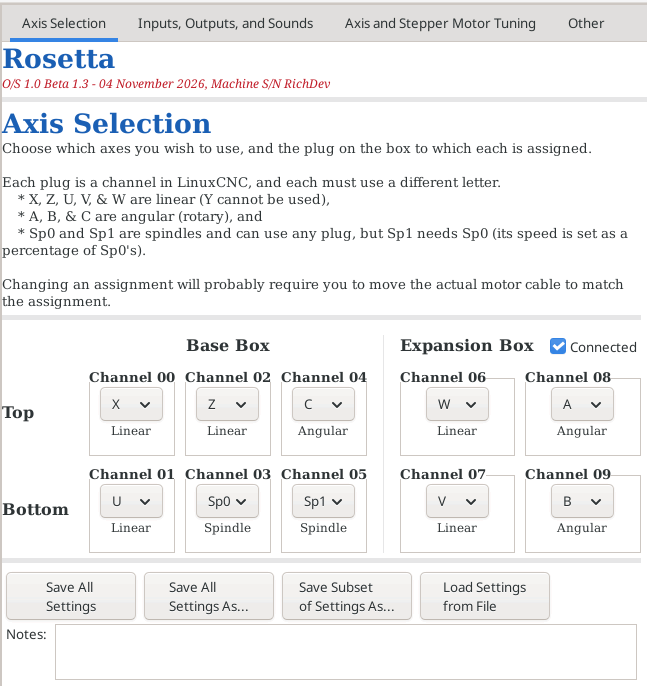 Axis Selection Inputs, Outputs, and Sounds Axis and Stepper Motor Tuning Other
Rosetta
O/S 1.0 Beta 1.3 - 04 November 2026, Machine S/N RichDev
Axis Selection
Choose which axes you wish to use, and the plug on the box to which each is assigned.
Each plug is a channel in LinuxCNC, and each must use a different letter.
* X, Z, U, V, & W are linear (Y cannot be used),
* A, B, & C are angular (rotary), and
* Sp0 and Sp1 are spindles and can use any plug, but Sp1 needs Sp0 (its speed is set as a
percentage of Sp0's).
Changing an assignment will probably require you to move the actual motor cable to match
the assignment.
Base Box Expansion Box Connected
Channel 00 Channel 02 Channel 04 Channel 06 Channel 08
Top X Z C W A
Linear Linear Angular Linear Angular
Channel 01 Channel 03 Channel 05 Channel 07 Channel 09
Bottom U Sp0 Sp1 V B
Linear Spindle Spindle Linear Angular
Save All Save All Save Subset Load Settings
Settings Settings As... of Settings As... from File
Notes: